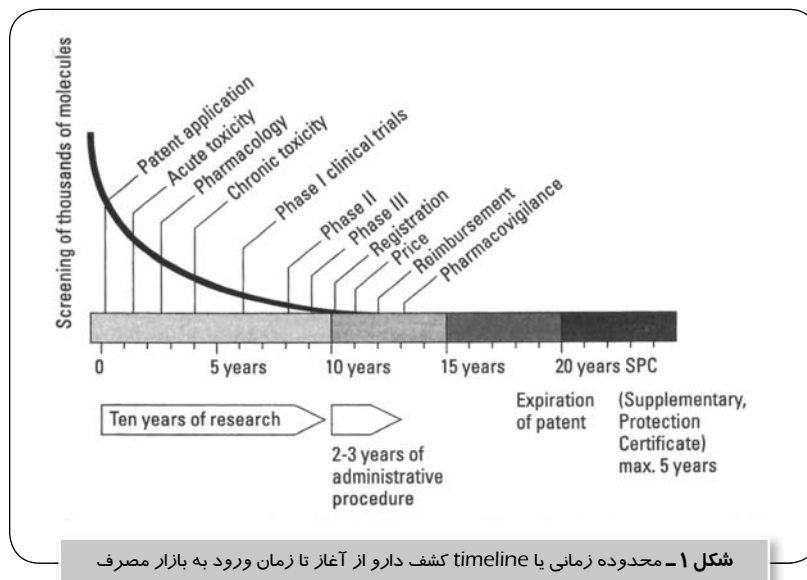 Screening of thousands of molecules
Patent application
Acute toxicity
Pharmacology
Chronic toxicity
Phase I clinical trials
Phase II
Phase III
Registration
Price
Roimbursement
Pharmacovigilance
0
5 years
10 years
15 years
20 years SPC
Ten years of research
2-3 years of
administrative
procedure
Expiration
of patent
(Supplementary,
Protection
Certificate)
max. 5 years
شکل ۱ ــ محدوده زمانی یا timeline کشف دارو از آغاز تا زمان ورود به بازار مصرف